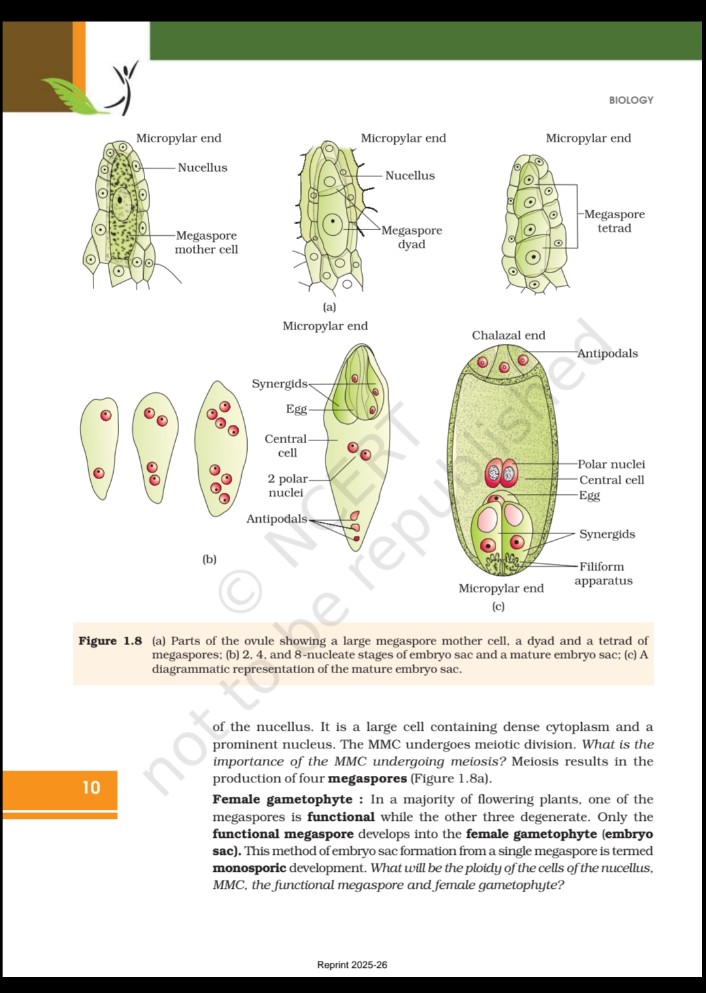 BIOLOGY
Micropylar end
Nucellus
Megaspore
mother cell
Micropylar end
Nucellus
Megaspore
dyad
Micropylar end
Megaspore
tetrad
(a)
Micropylar end
Synergids
Egg
Central
cell
2 polar
nuclei
Antipodals
(b)
Chalazal end
Antipodals
Polar nuclei
Central cell
Egg
Synergids
Filiform
apparatus
Micropylar end
(c)
© NCERT
not to be republished
Figure 1.8 (a) Parts of the ovule showing a large megaspore mother cell, a dyad and a tetrad of
megaspores; (b) 2, 4, and 8-nucleate stages of embryo sac and a mature embryo sac; (c) A
diagrammatic representation of the mature embryo sac.
of the nucellus. It is a large cell containing dense cytoplasm and a
prominent nucleus. The MMC undergoes meiotic division. What is the
importance of the MMC undergoing meiosis? Meiosis results in the
production of four megaspores (Figure 1.8a).
10
Female gametophyte : In a majority of flowering plants, one of the
megaspores is functional while the other three degenerate. Only the
functional megaspore develops into the female gametophyte (embryo
sac). This method of embryo sac formation from a single megaspore is termed
monosporic development. What will be the ploidy of the cells of the nucellus,
MMC, the functional megaspore and female gametophyte?
Reprint 2025-26